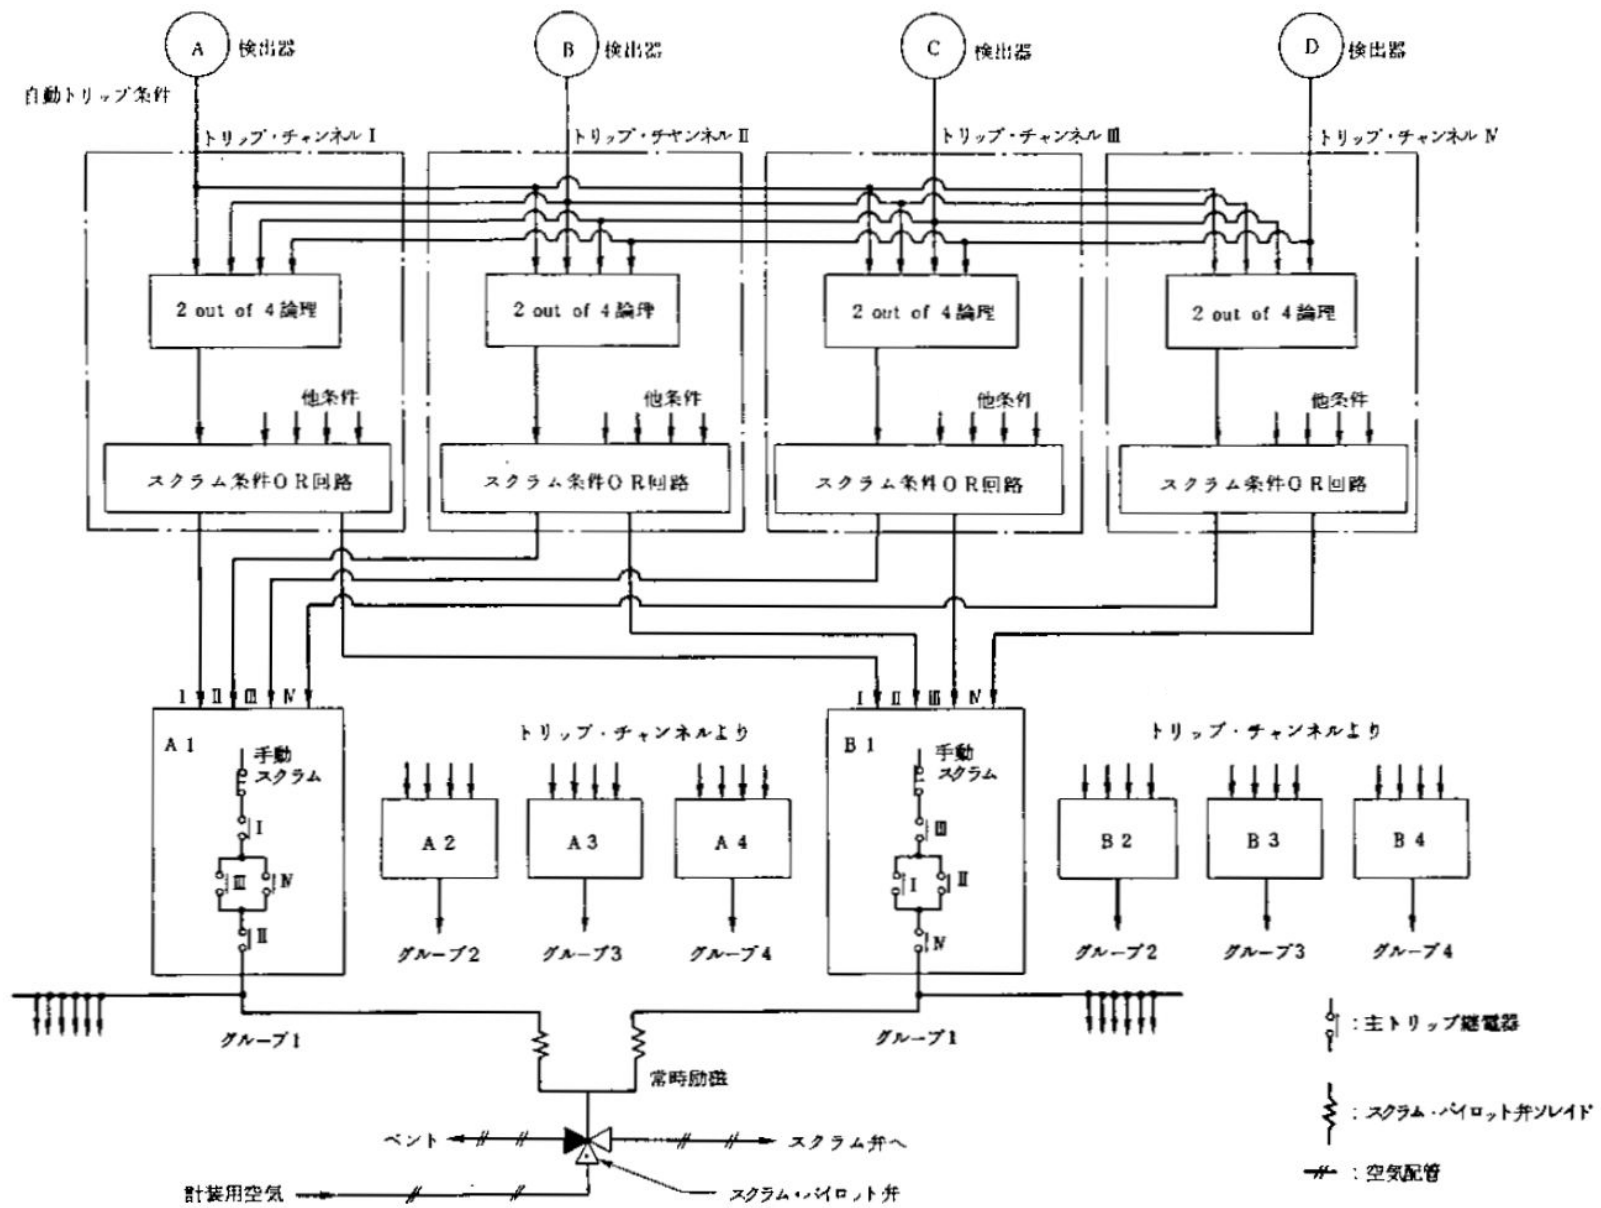 A 検出器
B 検出器
C 検出器
D 検出器
自動トリップ条件
トリップ・チャンネル I
トリップ・チャンネル II
トリップ・チャンネル III
トリップ・チャンネル IV
2 out of 4論理
2 out of 4論理
2 out of 4論理
2 out of 4論理
他条件
他条件
他条件
他条件
スクラム条件OR回路
スクラム条件OR回路
スクラム条件OR回路
スクラム条件OR回路
I II III IV
I II III IV
A1
手動
スクラム
I
III IV
II
トリップ・チャンネルより
A2
A3
A4
グループ2
グループ3
グループ4
B1
手動
スクラム
III
I II
IV
トリップ・チャンネルより
B2
B3
B4
グループ2
グループ3
グループ4
グループ1
グループ1
常時励磁
ベント
スクラム弁へ
計装用空気
スクラム・パイロット弁
:主トリップ継電器
:スクラム・パイロット弁ソレイド
:空気配管